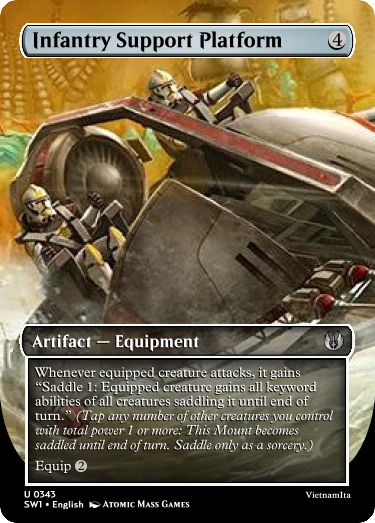 Infantry Support Platform 4
Artifact — Equipment
Whenever equipped creature attacks, it gains
“Saddle 1: Equipped creature gains all keyword
abilities of all creatures saddling it until end of
turn.” (Tap any number of other creatures you control
with total power 1 or more: This Mount becomes
saddled until end of turn. Saddle only as a sorcery.)
Equip 2
U 0343
VietnamIta
SW1 • English Atomic Mass Games